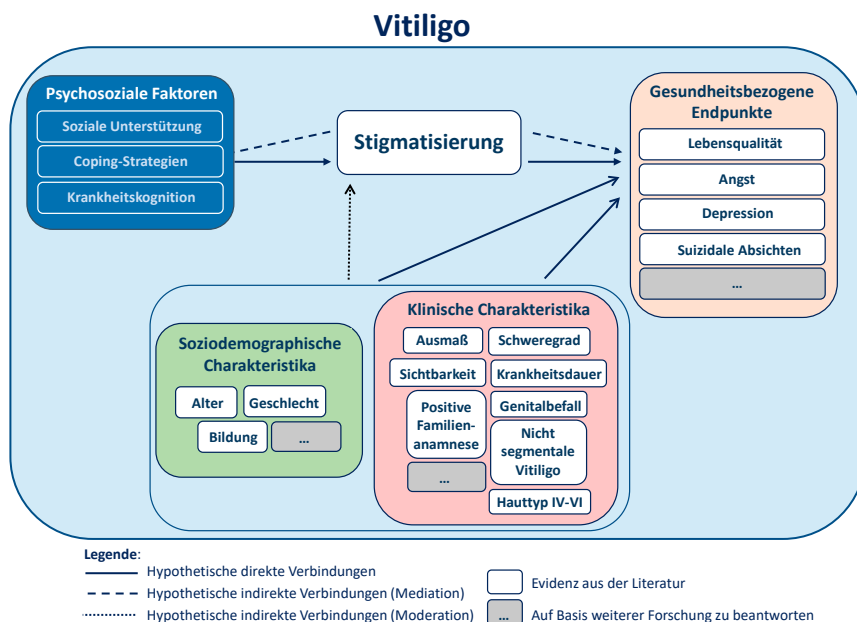 Vitiligo
Psychosoziale Faktoren
Soziale Unterstützung
Coping-Strategien
Krankheitskognition
Stigmatisierung
Gesundheitsbezogene
Endpunkte
Lebensqualität
Angst
Depression
Suizidale Absichten
...
Soziodemographische
Charakteristika
Alter
Geschlecht
Bildung
...
Klinische Charakteristika
Ausmaß
Schweregrad
Sichtbarkeit
Krankheitsdauer
Positive
Familien-
anamnese
Genitalbefall
Nicht
segmentale
Vitiligo
...
Hauttyp IV-VI
Legende:
Hypothetische direkte Verbindungen
Hypothetische indirekte Verbindungen (Mediation)
Hypothetische indirekte Verbindungen (Moderation)
Evidenz aus der Literatur
... Auf Basis weiterer Forschung zu beantworten